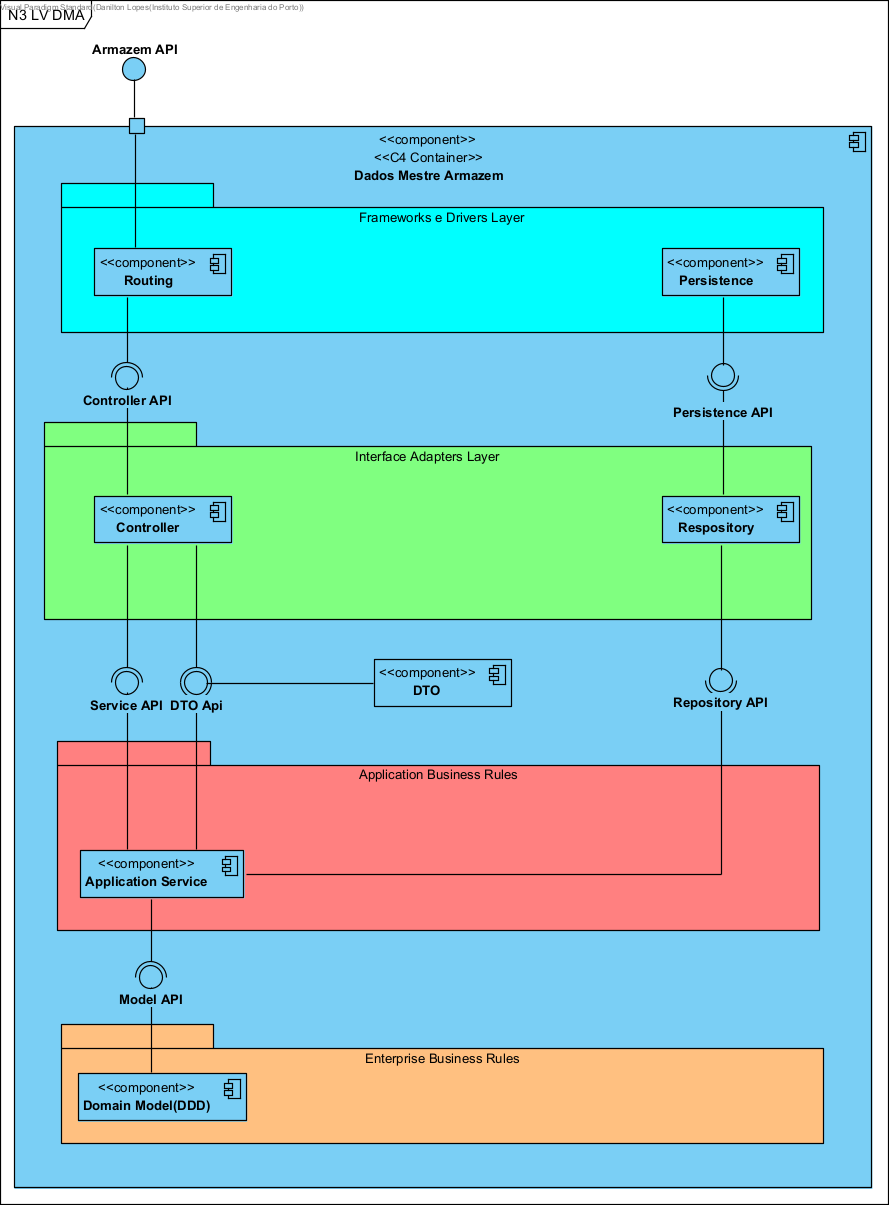 Visual Paradigm Standard(Danilton Lopes(Instituto Superior de Engenharia do Porto))
N3 LV DMA
Armazem API
<<component>>
<<C4 Container>>
Dados Mestre Armazem
Frameworks e Drivers Layer
<<component>>
Routing
<<component>>
Persistence
Controller API
Persistence API
Interface Adapters Layer
<<component>>
Controller
<<component>>
Respository
<<component>>
DTO
Service API
DTO Api
Repository API
Application Business Rules
<<component>>
Application Service
Model API
Enterprise Business Rules
<<component>>
Domain Model(DDD)